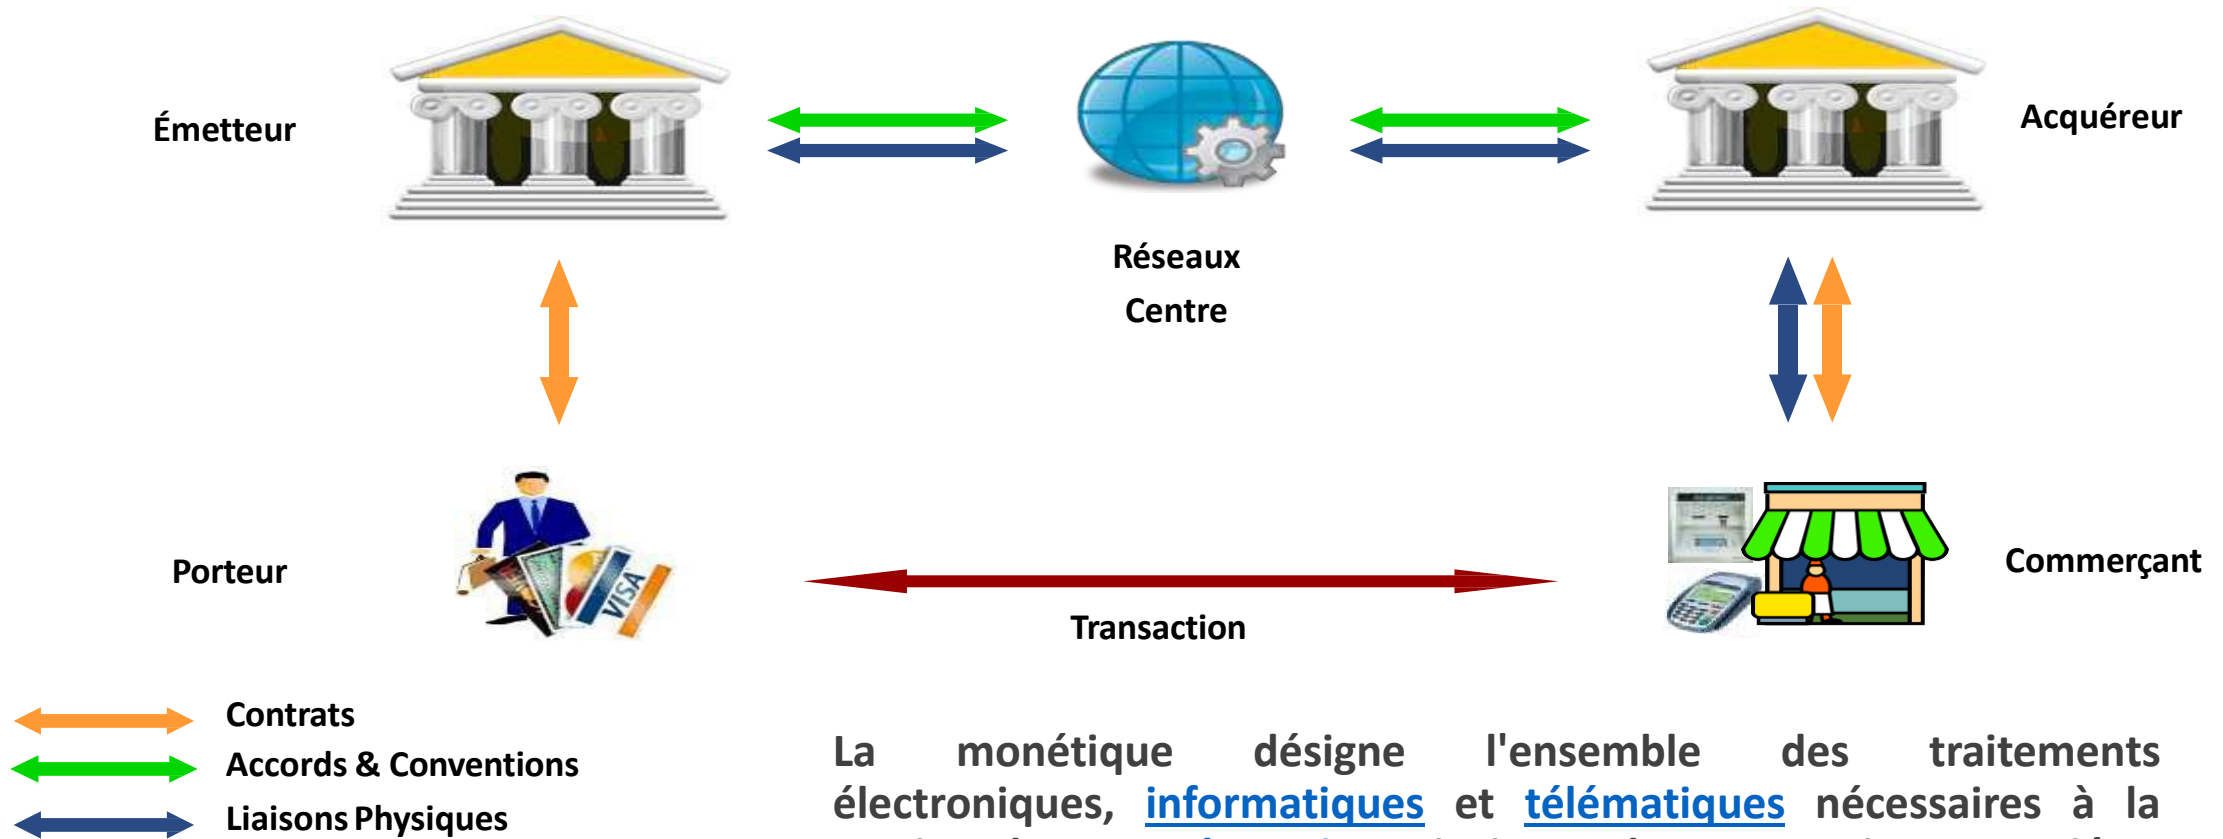 Émetteur
Acquéreur
Réseaux
Centre
Porteur
VISA
Commerçant
Transaction
Contrats
Accords & Conventions
Liaisons Physiques
La monétique désigne l'ensemble des traitements
électroniques, informatiques et télématiques nécessaires à la